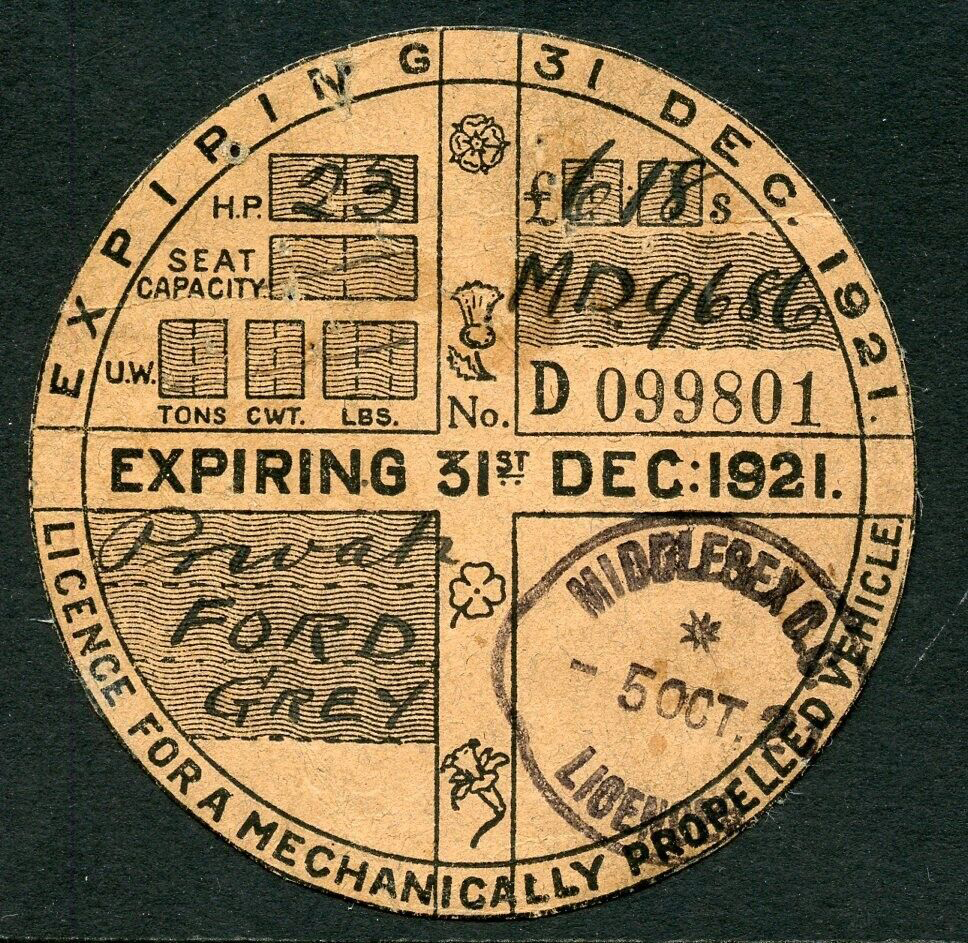 EXPIRING 31 DEC. 1921.
H.P. 23
SEAT
CAPACITY
U.W.
TONS CWT. LBS.
£ 6 : 18 s
MD.9686
No. D 099801
EXPIRING 31ST DEC:1921.
Private
FORD
GREY
MIDDLESEX
- 5 OCT.
LICENCE FOR A MECHANICALLY PROPELLED VEHICLE.